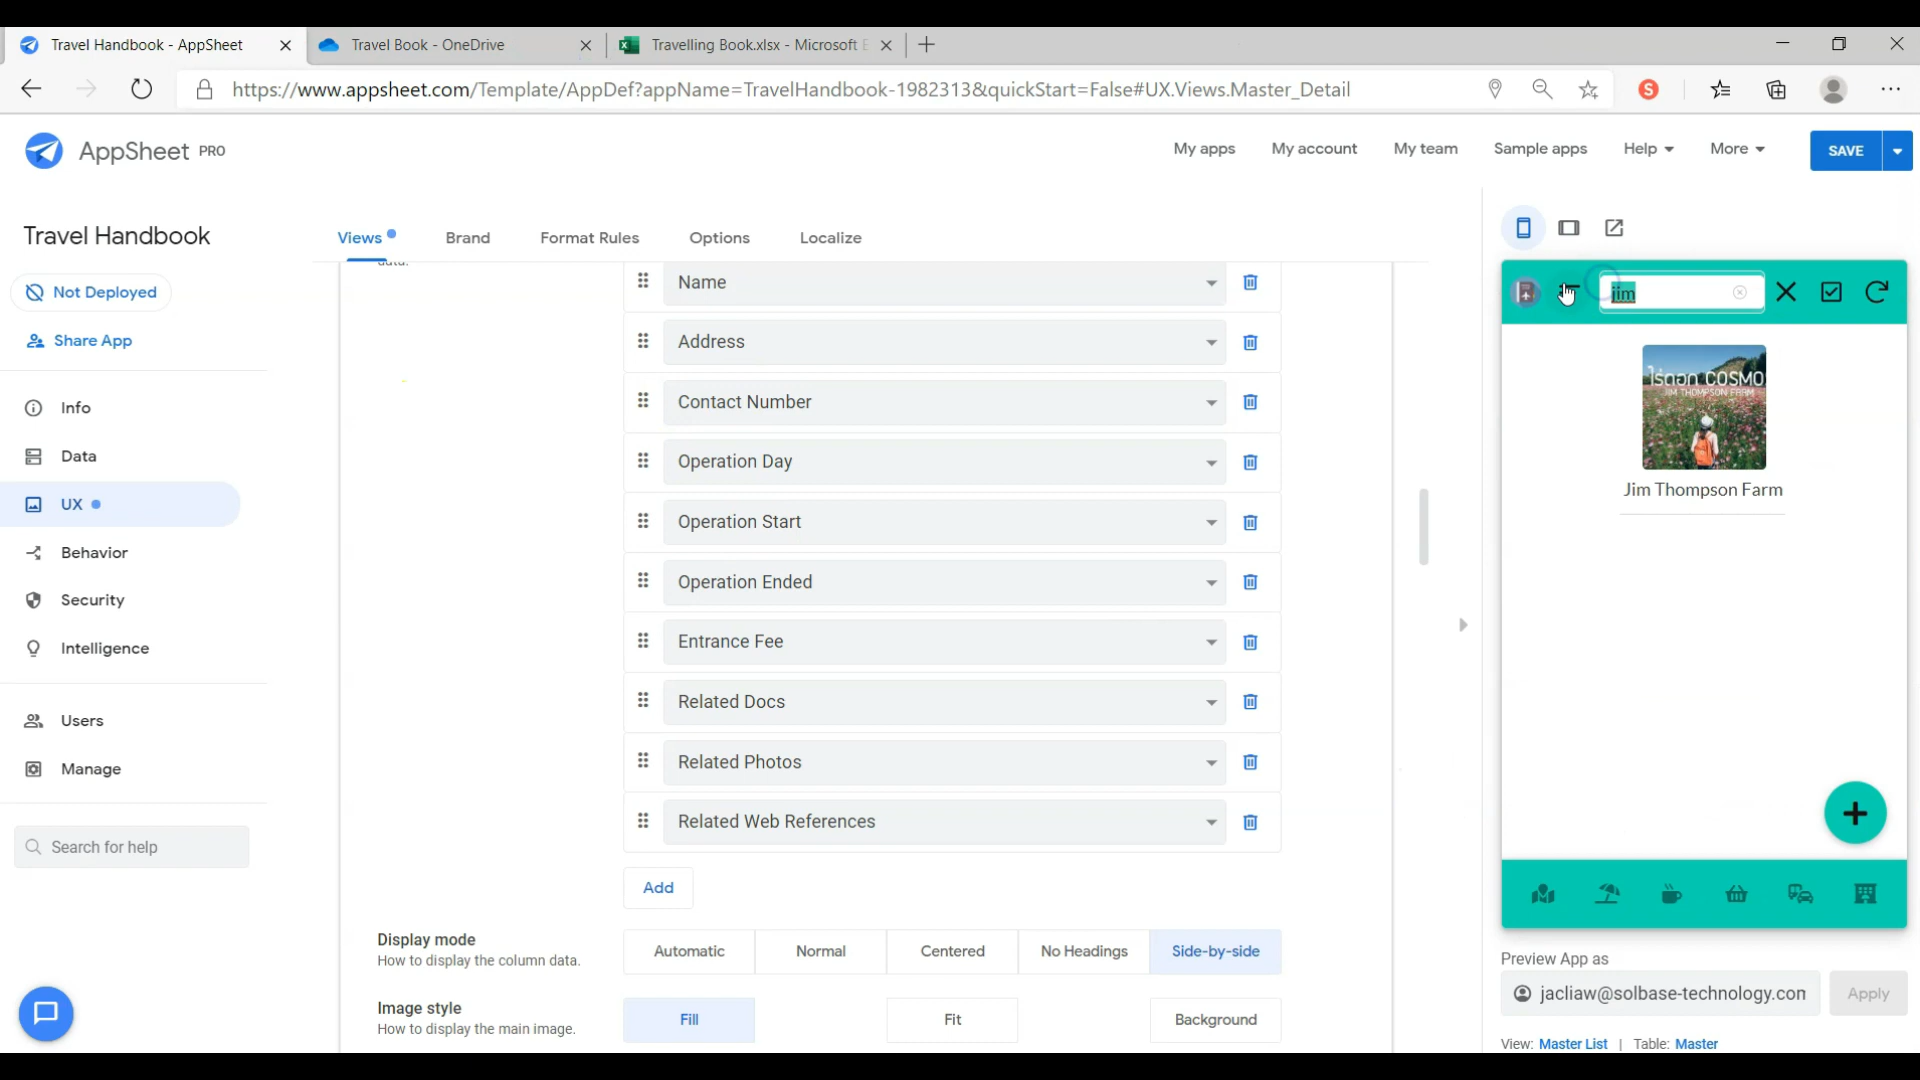 Travel Handbook - AppSheet
Travel Book - OneDrive
Travelling Book.xlsx - Microsoft E
https://www.appsheet.com/Template/AppDef?appName=TravelHandbook-1982313&quickStart=False#UX.Views.Master_Detail
S
AppSheet PRO
My apps
My account
My team
Sample apps
Help
More
SAVE
Travel Handbook
Not Deployed
Share App
Info
Data
UX
Behavior
Security
Intelligence
Users
Manage
Search for help
Views
Brand
Format Rules
Options
Localize
data.
Name
Address
Contact Number
Operation Day
Operation Start
Operation Ended
Entrance Fee
Related Docs
Related Photos
Related Web References
Add
Display mode
How to display the column data.
Automatic
Normal
Centered
No Headings
Side-by-side
Image style
How to display the main image.
Fill
Fit
Background
jim
ไร่ดอก COSMO
JIM THOMPSON FARM
Jim Thompson Farm
Preview App as
jacliaw@solbase-technology.con
Apply
View: Master List | Table: Master